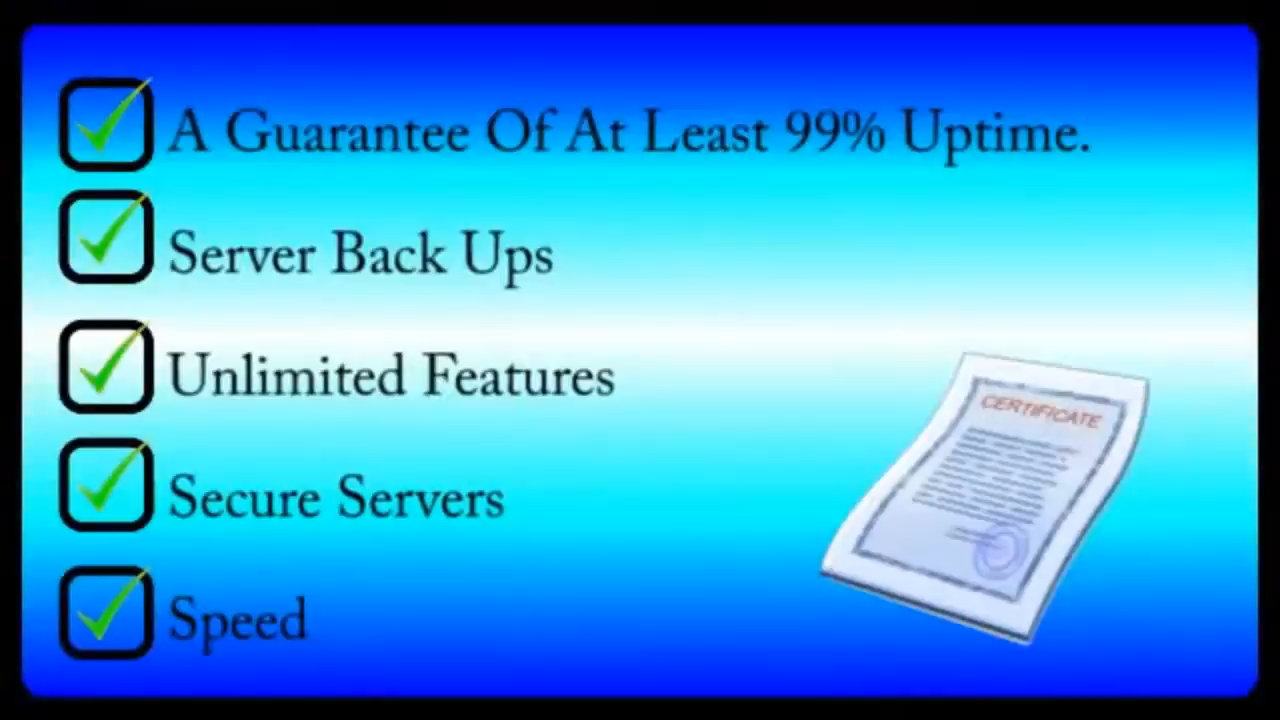 A Guarantee Of At Least 99% Uptime.
Server Back Ups
Unlimited Features
Secure Servers
Speed
CERTIFICATE